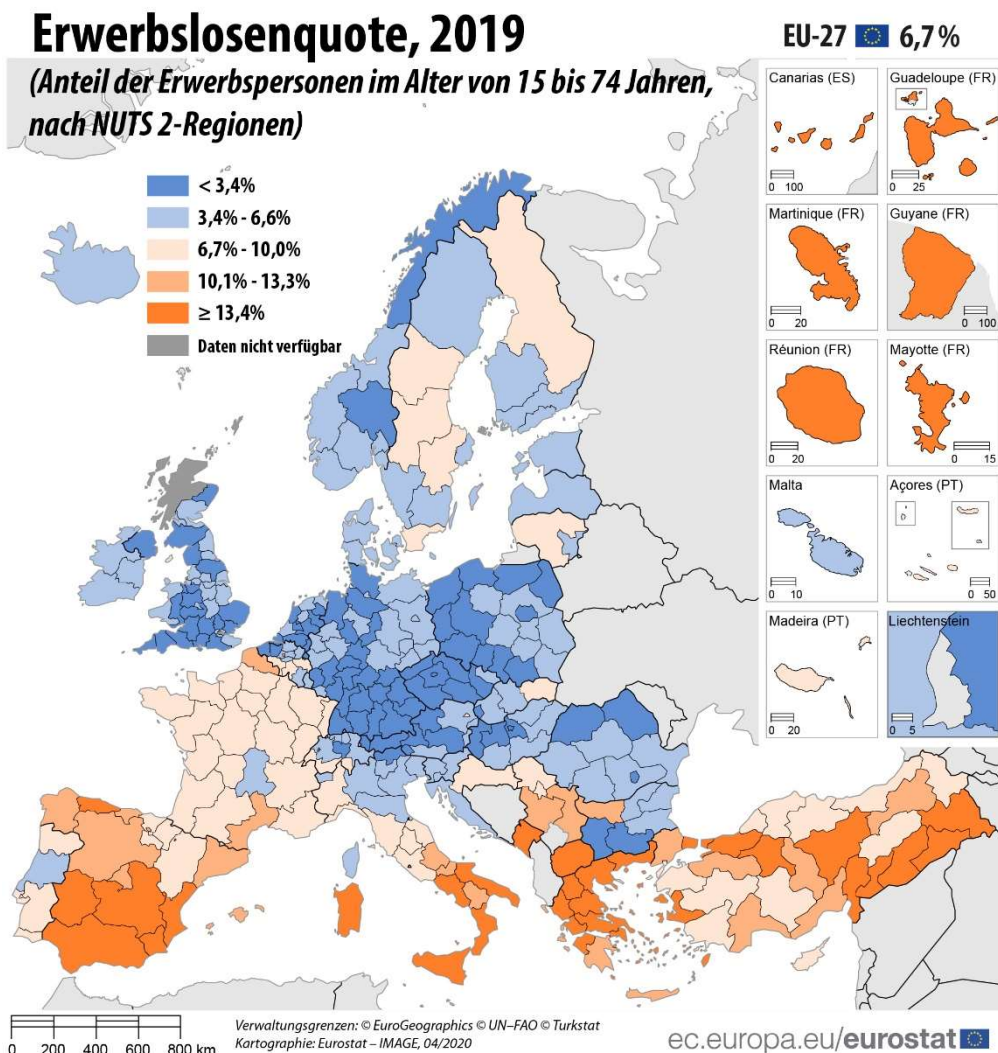 Erwerbslosenquote, 2019
(Anteil der Erwerbspersonen im Alter von 15 bis 74 Jahren,
nach NUTS 2-Regionen)
EU-27 6,7 %
< 3,4%
3,4% - 6,6%
6,7% - 10,0%
10,1% - 13,3%
≥ 13,4%
Daten nicht verfügbar
Canarias (ES)
0 100
Guadeloupe (FR)
0 25
Martinique (FR)
0 20
Guyane (FR)
0 100
Réunion (FR)
0 20
Mayotte (FR)
0 15
Malta
0 10
Açores (PT)
0 50
Madeira (PT)
0 20
Liechtenstein
0 5
0 200 400 600 800 km
Verwaltungsgrenzen: © EuroGeographics © UN–FAO © Turkstat
Kartographie: Eurostat – IMAGE, 04/2020
ec.europa.eu/eurostat